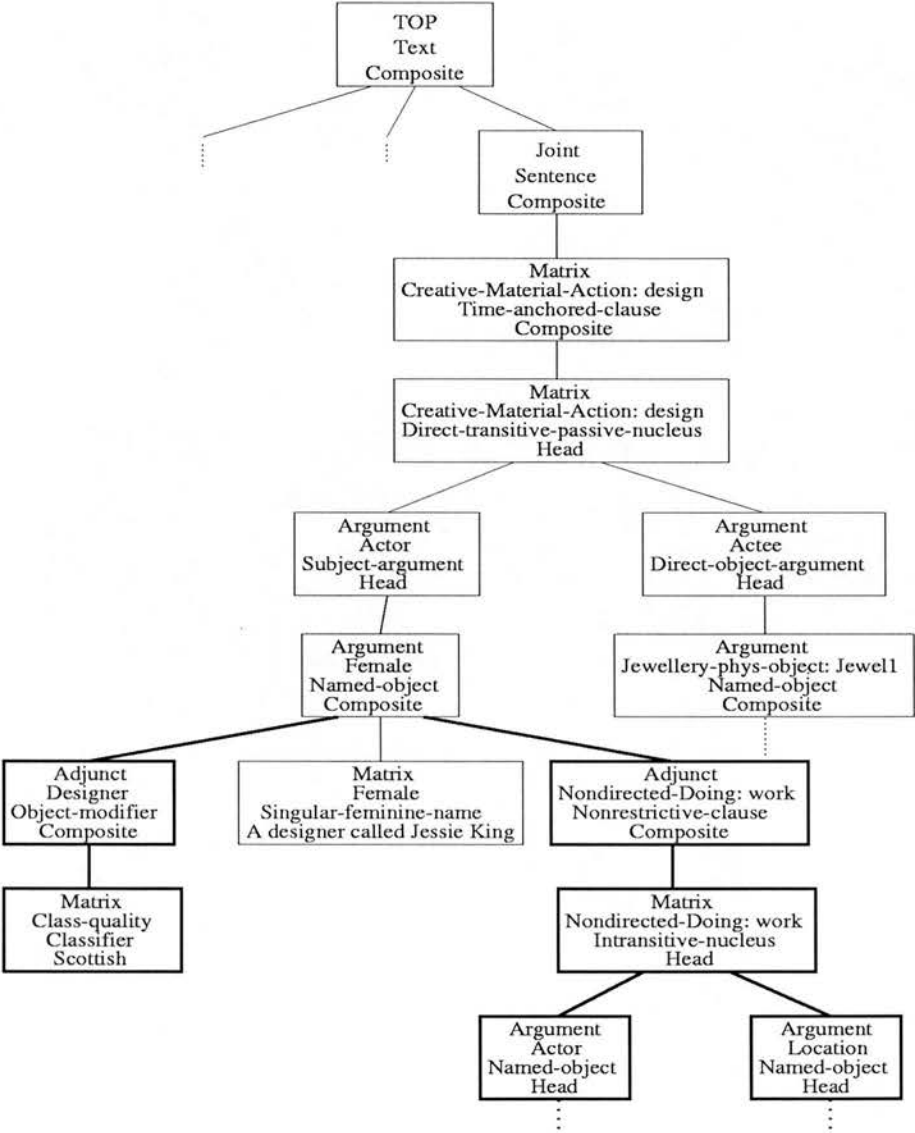 TOP
Text
Composite
Joint
Sentence
Composite
Matrix
Creative-Material-Action: design
Time-anchored-clause
Composite
Matrix
Creative-Material-Action: design
Direct-transitive-passive-nucleus
Head
Argument
Actor
Subject-argument
Head
Argument
Actee
Direct-object-argument
Head
Argument
Female
Named-object
Composite
Argument
Jewellery-phys-object: Jewel1
Named-object
Composite
Adjunct
Designer
Object-modifier
Composite
Matrix
Female
Singular-feminine-name
A designer called Jessie King
Adjunct
Nondirected-Doing: work
Nonrestrictive-clause
Composite
Matrix
Class-quality
Classifier
Scottish
Matrix
Nondirected-Doing: work
Intransitive-nucleus
Head
Argument
Actor
Named-object
Head
Argument
Location
Named-object
Head